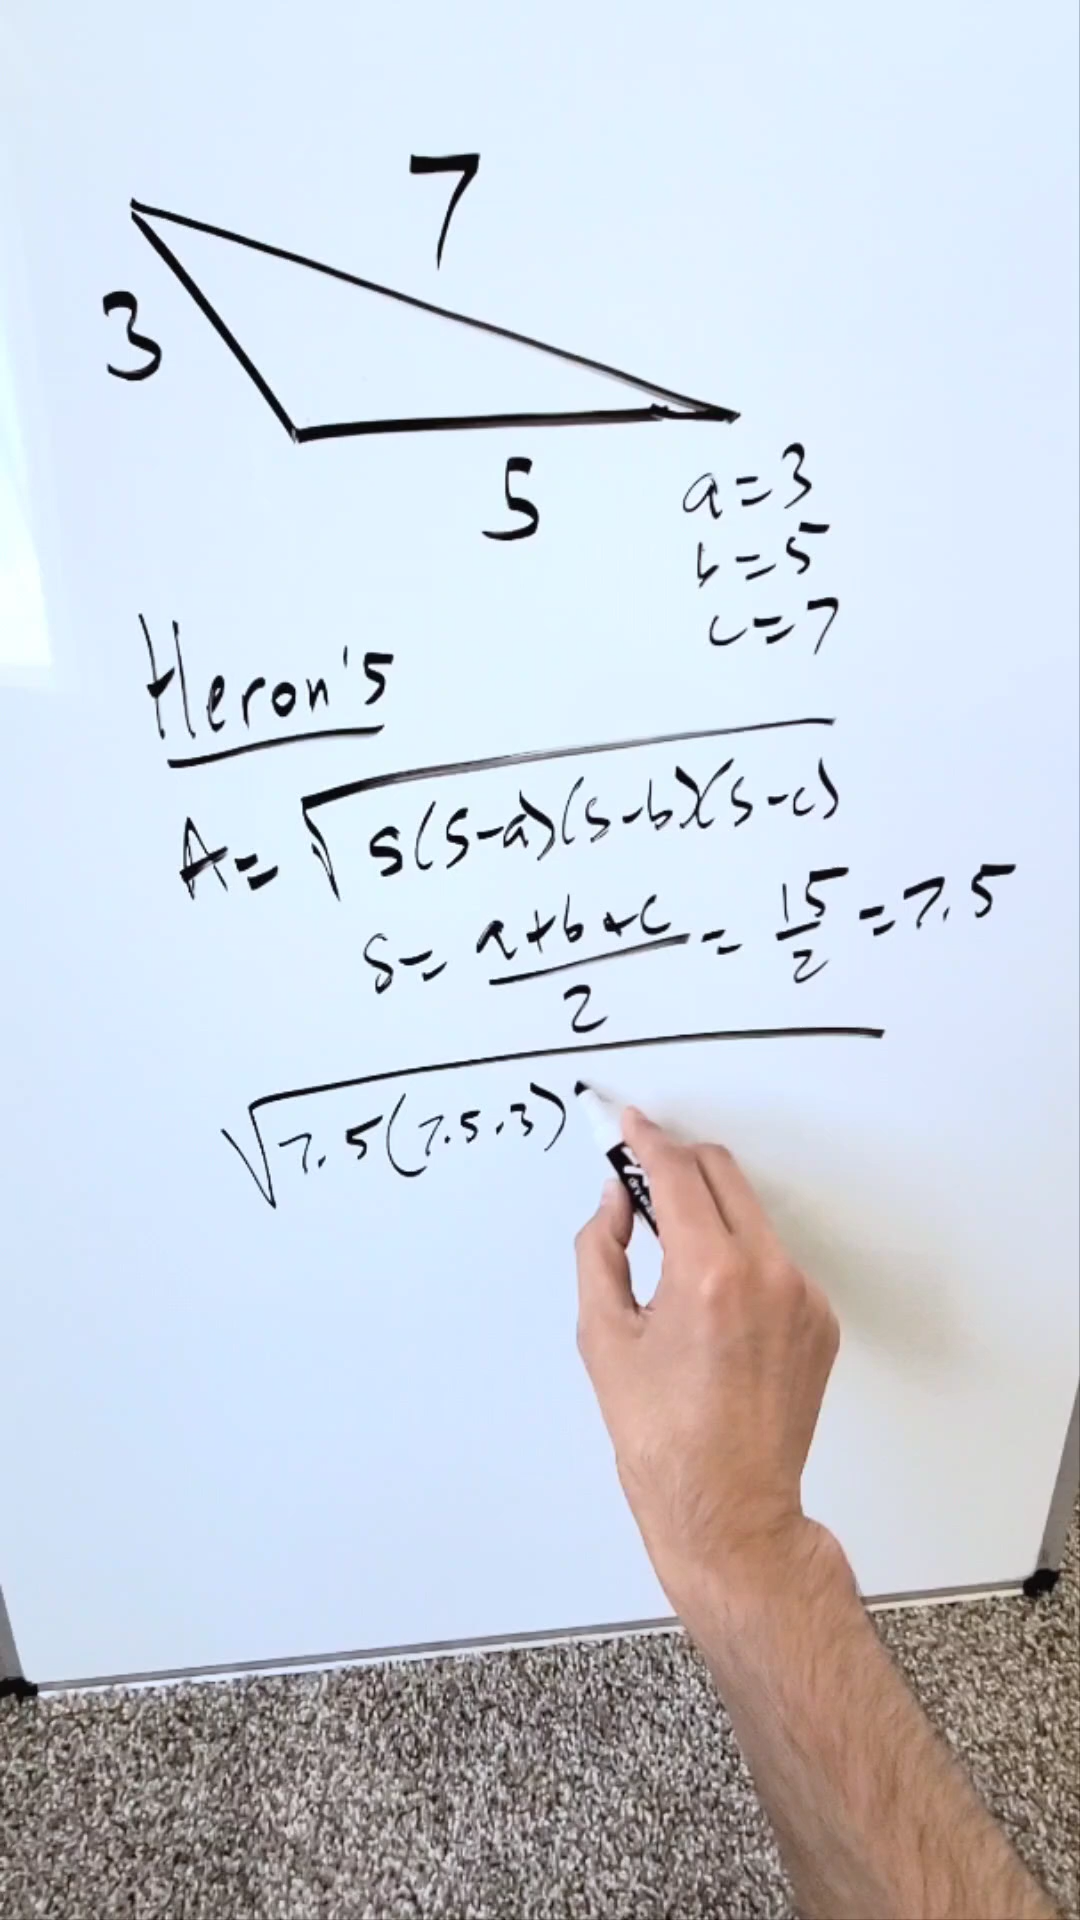 7
3
5
a=3
b=5
c=7
Heron's
A=√s(s-a)(s-b)(s-c)
s=a+b+c/2=15/2=7.5
√7.5(7.5-3)